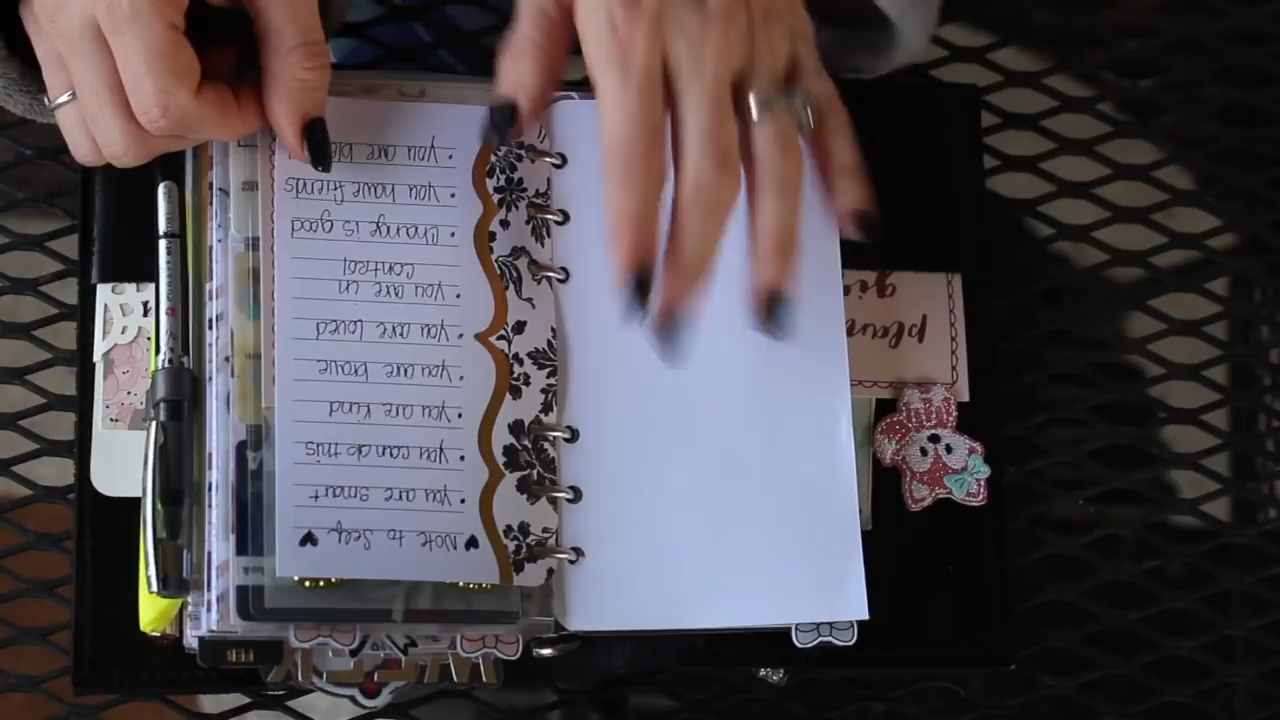 Note to Self
• you are smart
• you can do this
• you are kind
• you are brave
• you are loved
• you are in
control
• Change is good
• you have friends
• you are
FEB